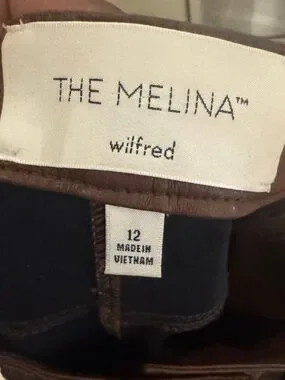 THE MELINA™
wilfred
12
MADE IN
VIETNAM